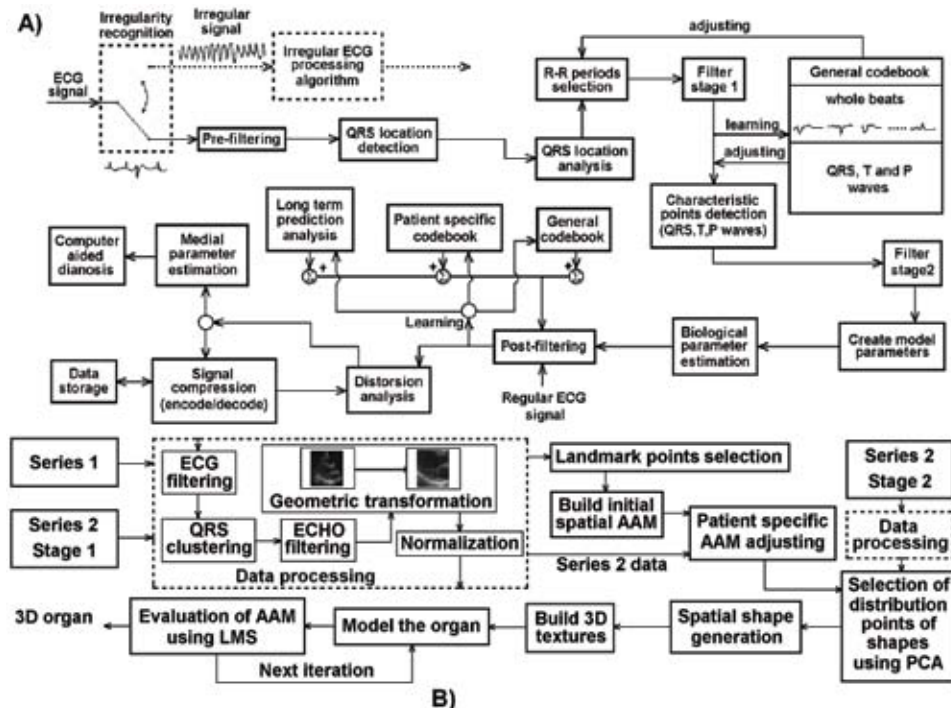 A)
Irregularity
recognition
Irregular
signal
Irregular ECG
processing
algorithm
ECG
signal
Pre-filtering
QRS location
detection
QRS location
analysis
R-R periods
selection
Filter
stage 1
adjusting
General codebook
whole beats
learning
adjusting
QRS, T and P
waves
Characteristic
points detection
(QRS,T,P waves)
Filter
stage2
Create model
parameters
Biological
parameter
estimation
Post-filtering
Regular ECG
signal
Long term
prediction
analysis
Patient specific
codebook
General
codebook
Σ +
+ Σ
+ Σ
Learning
Computer
aided
dianosis
Medial
parameter
estimation
Data
storage
Signal
compression
(encode/decode)
Distorsion
analysis
Series 1
Series 2
Stage 1
ECG
filtering
QRS
clustering
ECHO
filtering
Geometric transformation
Normalization
Data processing
Landmark points selection
Build initial
spatial AAM
Patient specific
AAM adjusting
Series 2 data
Series 2
Stage 2
Data
processing
Selection of
distribution
points of
shapes
using PCA
Spatial shape
generation
Build 3D
textures
Model the organ
Evaluation of AAM
using LMS
3D organ
Next iteration
B)